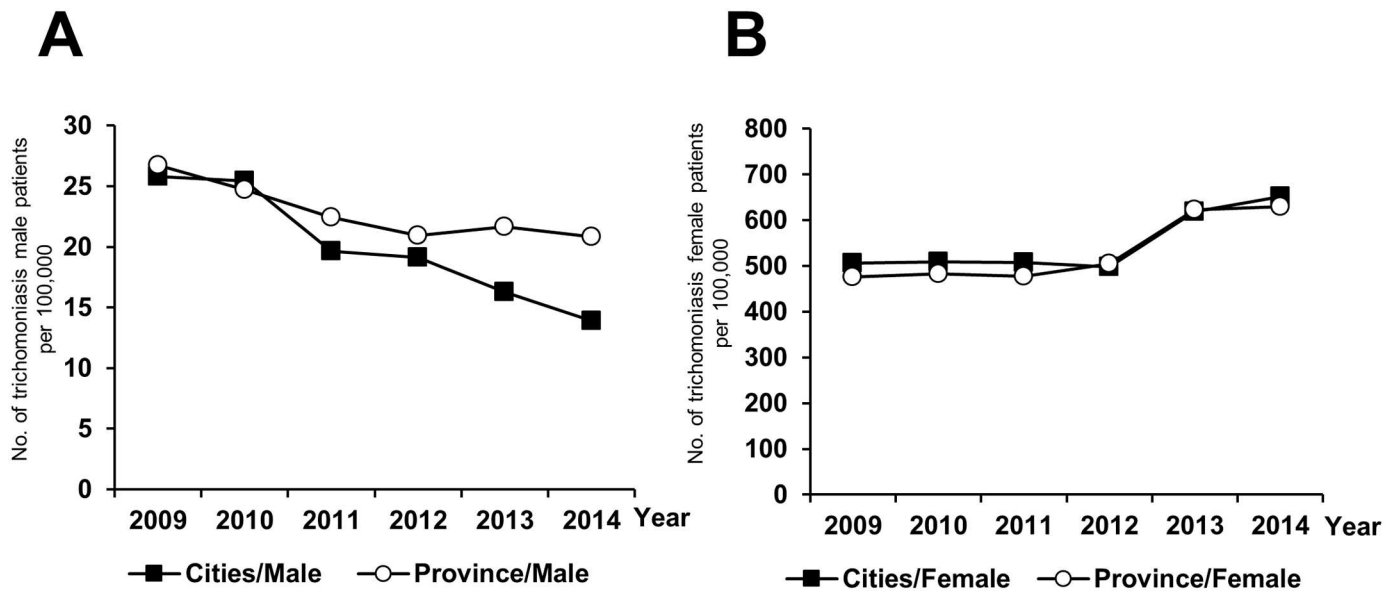 A
No. of trichomoniasis male patients
per 100,000
30
25
20
15
10
5
0
2009 2010 2011 2012 2013 2014 Year
Cities/Male Province/Male
B
No. of trichomoniasis female patients
per 100,000
800
700
600
500
400
300
200
100
0
2009 2010 2011 2012 2013 2014 Year
Cities/Female Province/Female